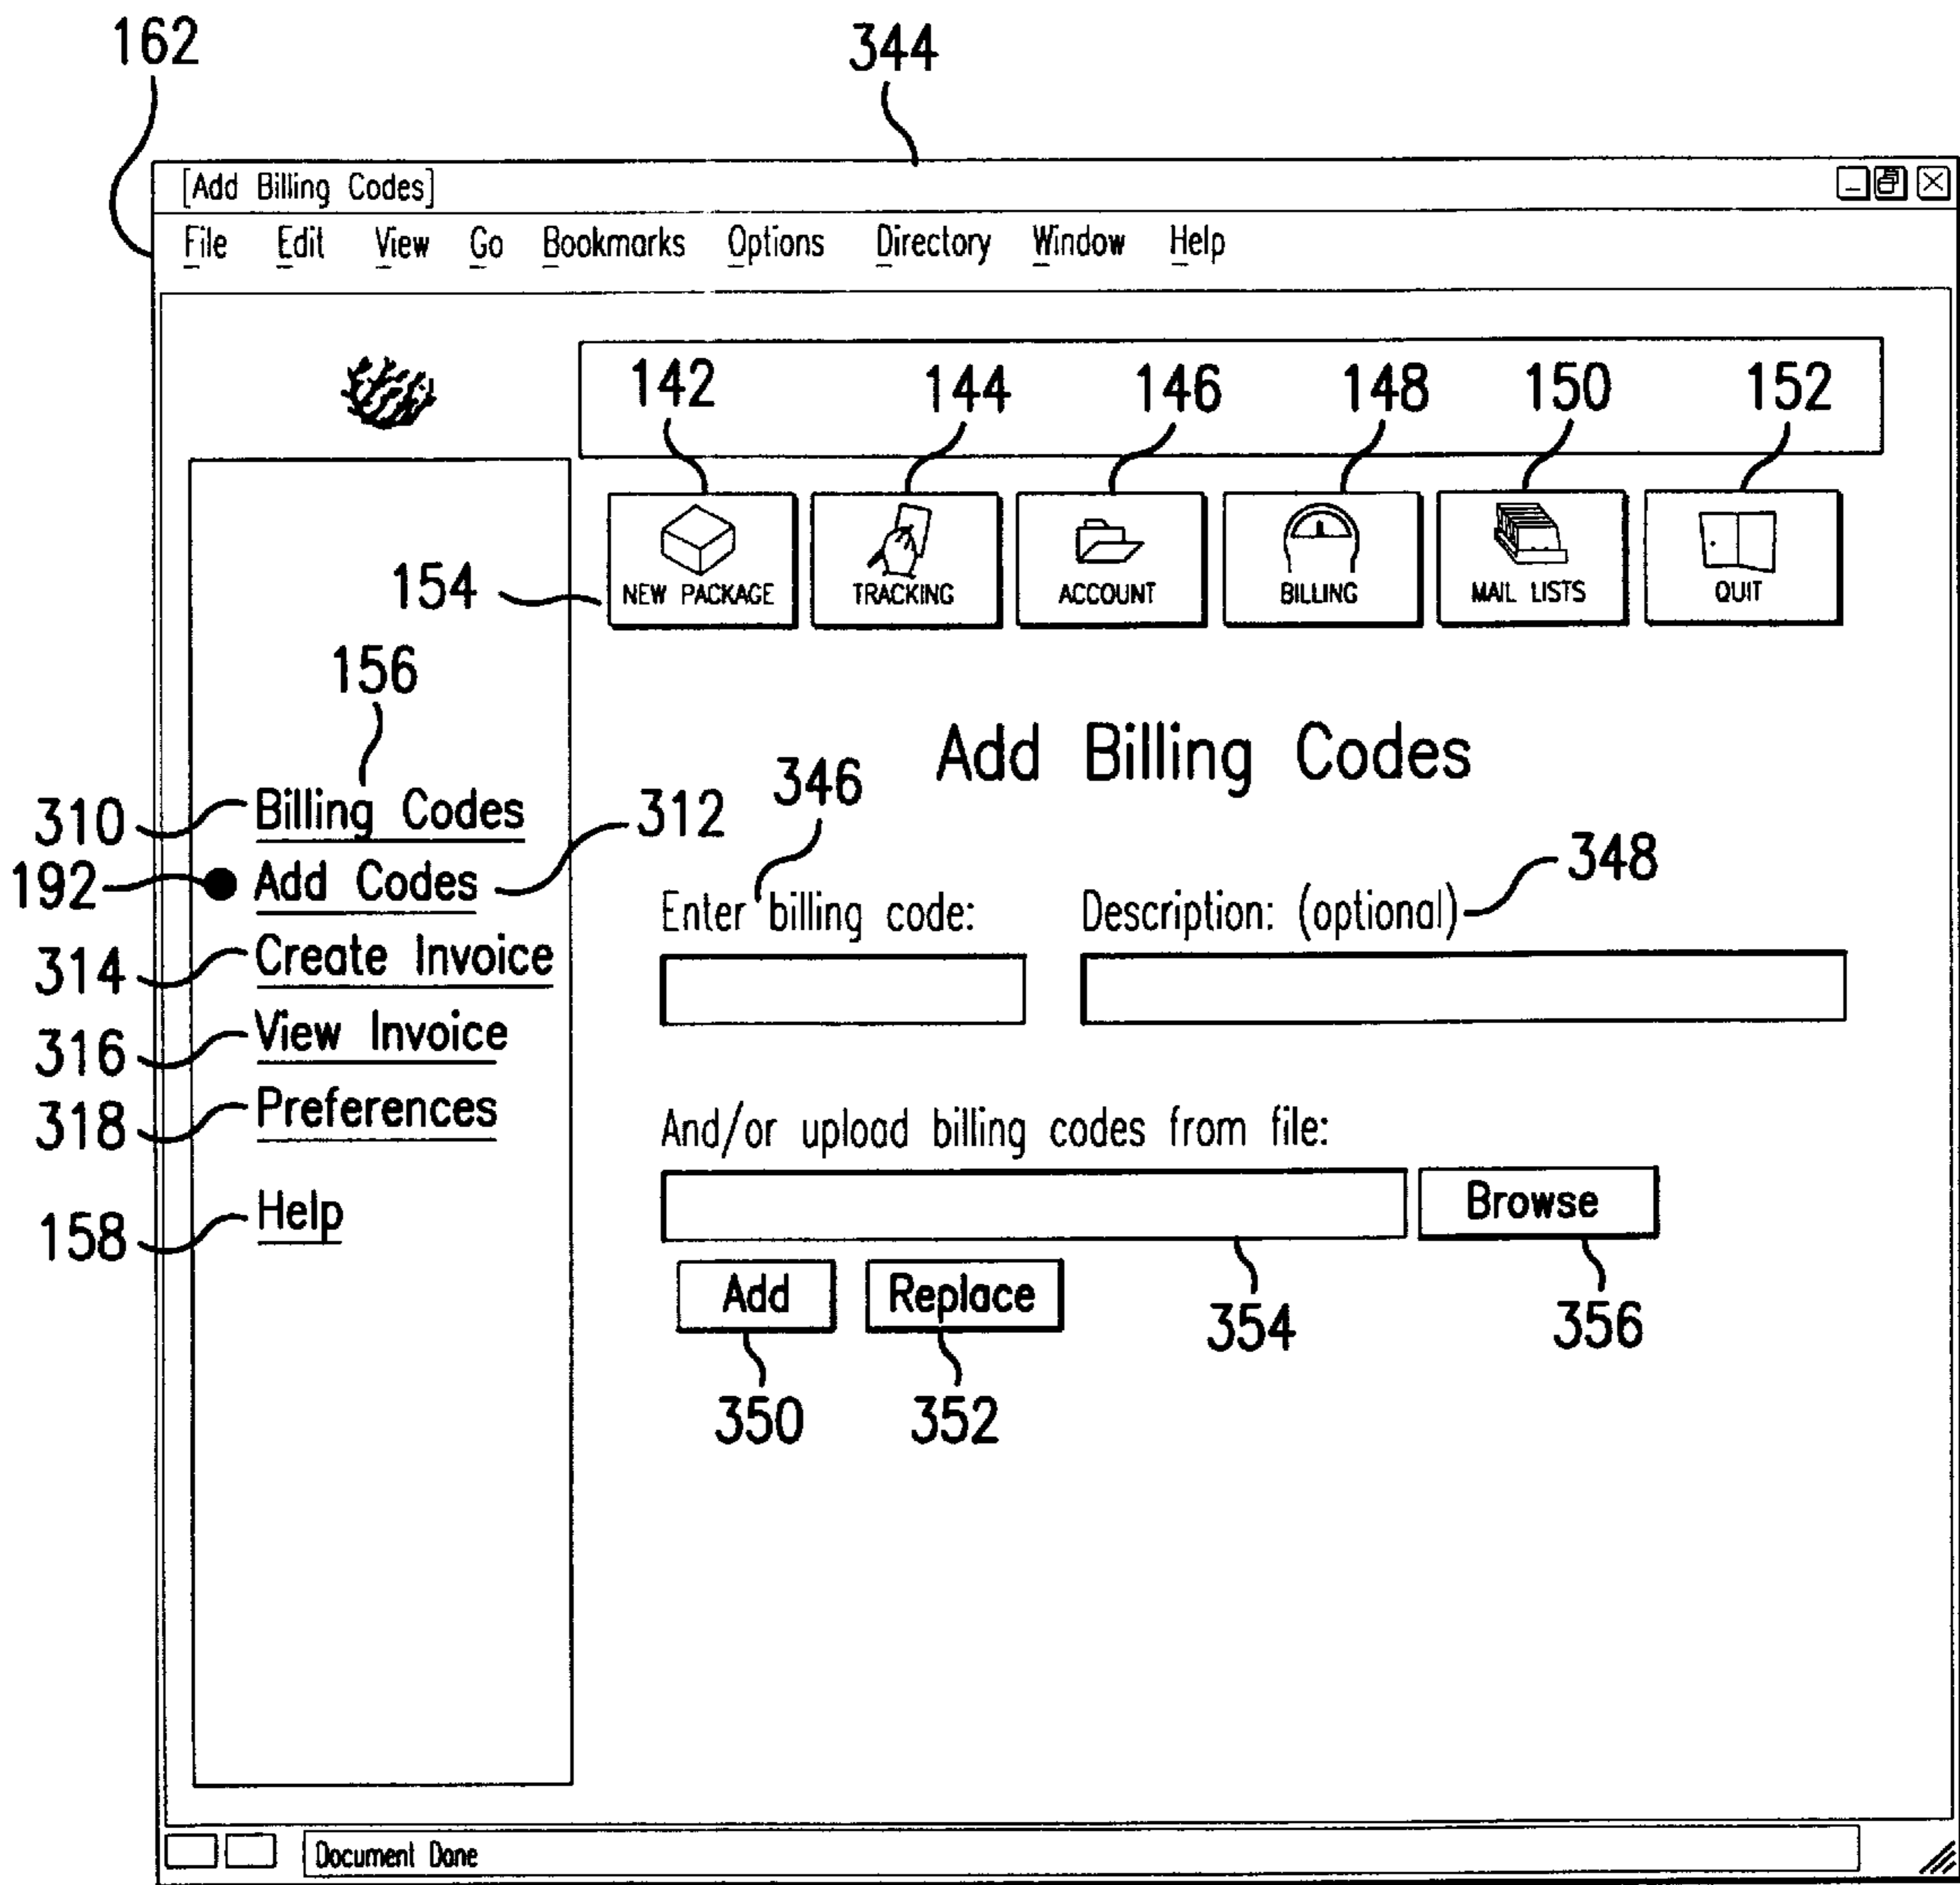 162
344
[Add Billing Codes]
File Edit View Go Bookmarks Options Directory Window Help
142 144 146 148 150 152
154
NEW PACKAGE TRACKING ACCOUNT BILLING MAIL LISTS QUIT
156
Add Billing Codes
346
310 Billing Codes 312
192 Add Codes
348
Enter billing code: Description: (optional)
314 Create Invoice
316 View Invoice
318 Preferences
And/or upload billing codes from file:
158 Help
Browse
Add Replace
354 356
350 352
Document Done